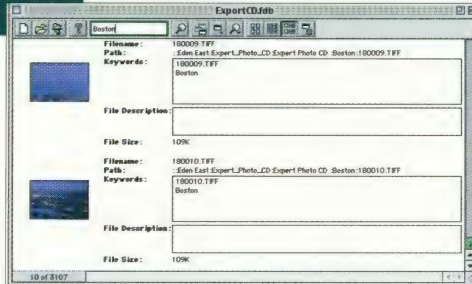 ExportCD.fdb
Boston
Filename: 180009.TIFF
Path: :Eden East:Expert_Photo_CD:Expert Photo CD :Boston:180009.TIFF
Keywords: 180009.TIFF
Boston
File Description:
File Size: 109K
Filename: 180010.TIFF
Path: :Eden East:Expert_Photo_CD:Expert Photo CD :Boston:180010.TIFF
Keywords: 180010.TIFF
Boston
File Description:
File Size: 109K
10 of 3107